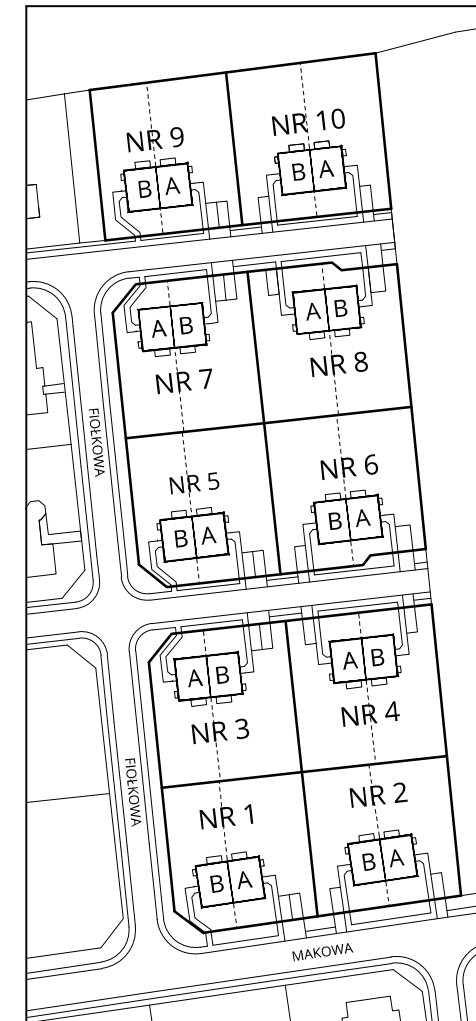 NR 9
NR 10
B A
B A
A B
A B
NR 7
NR 8
FIOŁKOWA
NR 5
NR 6
B A
B A
A B
A B
NR 3
NR 4
FIOŁKOWA
NR 1
NR 2
B A
B A
MAKOWA